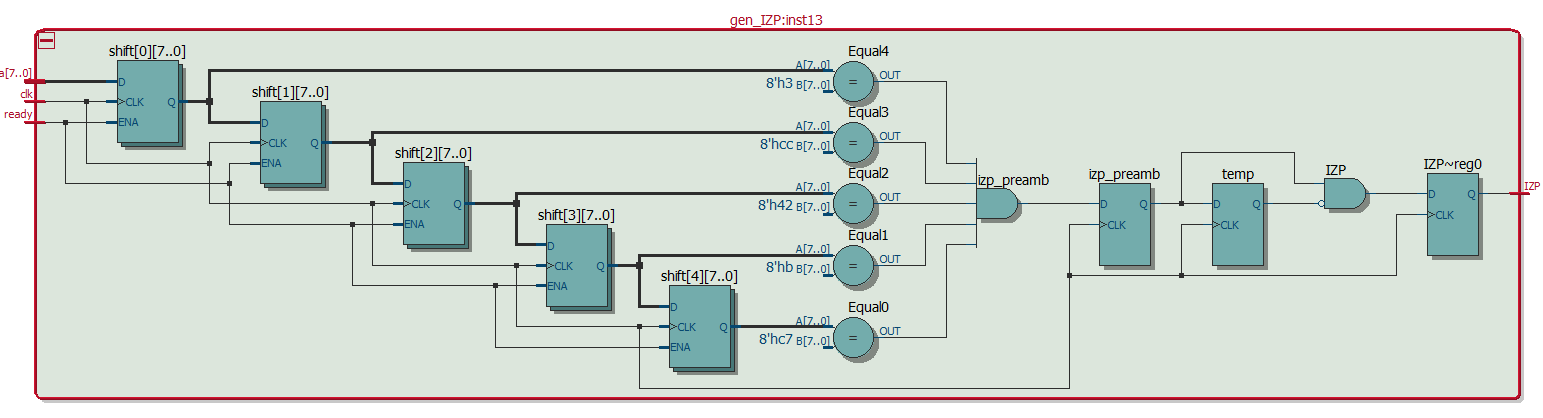 gen_IZP:inst13
shift[0][7..0]
a[7..0]
D
clk
CLK
Q
ready
ENA
shift[1][7..0]
D
CLK
Q
ENA
shift[2][7..0]
D
CLK
Q
ENA
shift[3][7..0]
D
CLK
Q
ENA
shift[4][7..0]
D
CLK
Q
ENA
Equal4
A[7..0]
8'h3 B[7..0]
=
OUT
Equal3
A[7..0]
8'hcc B[7..0]
=
OUT
Equal2
A[7..0]
8'h42 B[7..0]
=
OUT
Equal1
A[7..0]
8'hb B[7..0]
=
OUT
Equal0
A[7..0]
8'hc7 B[7..0]
=
OUT
izp_preamb
izp_preamb
D
Q
CLK
temp
D
Q
CLK
IZP
IZP~reg0
D
Q
CLK
IZP